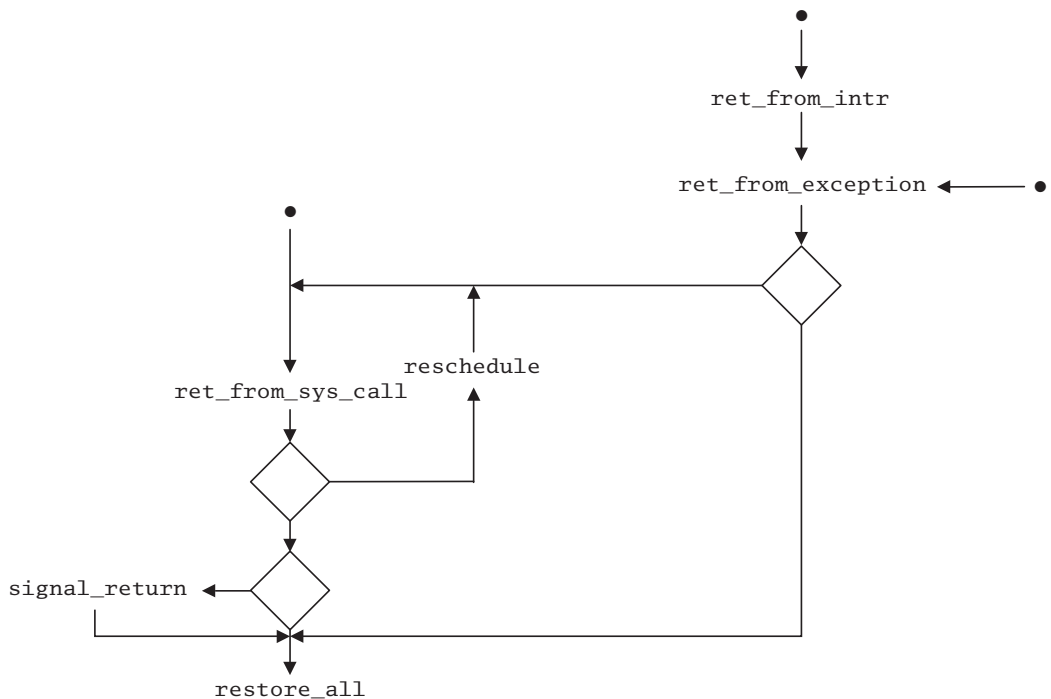 ret_from_intr
ret_from_exception
reschedule
ret_from_sys_call
signal_return
restore_all